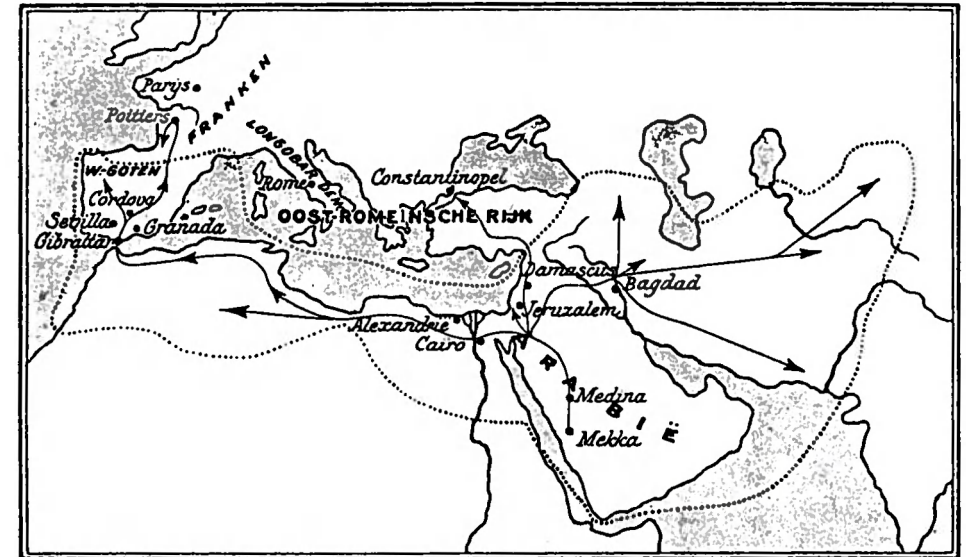 Parijs
Poitiers
FRANKEN
LONGOBARDEN
W-GOTEN
Rome
Constantinopel
Cordova
OOST-ROMEINSCHE RIJK
Sevilla
Granada
Gibraltar
Damascus
Bagdad
Jeruzalem
Alexandrie
Cairo
ARABIË
Medina
Mekka